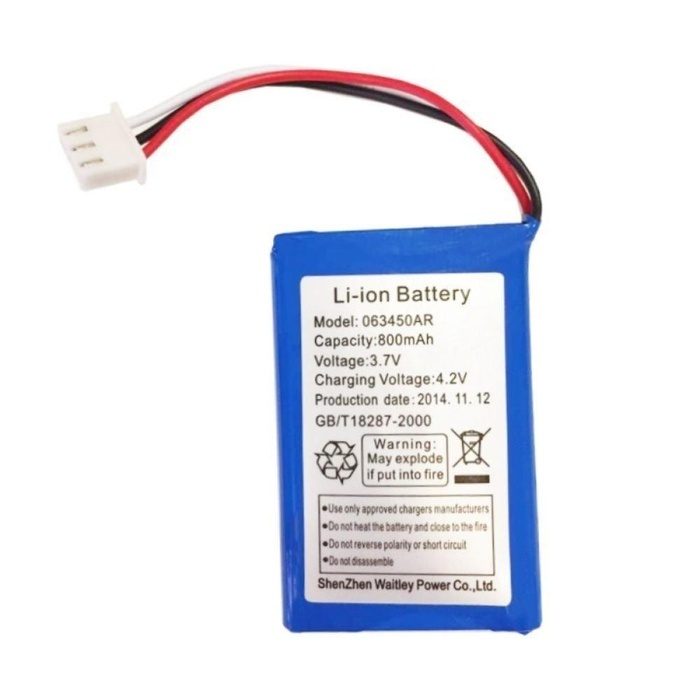 Li-ion Battery
Model: 063450AR
Capacity:800mAh
Voltage:3.7V
Charging Voltage:4.2V
Production date:2014. 11. 12
GB/T18287-2000
Warning:
May explode
if put into fire
•Use only approved chargers manufacturers
•Do not heat the battery and close to the fire
•Do not reverse polarity or short circuit
•Do not disassemble
ShenZhen Waitley Power Co.,Ltd.